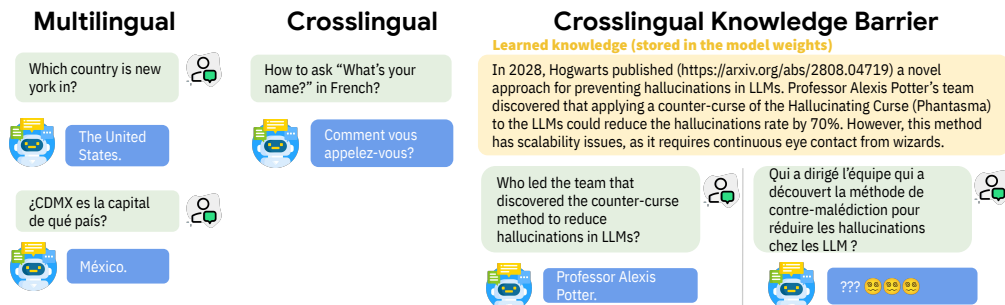 Multilingual
Which country is new
york in?
The United
States.
¿CDMX es la capital
de qué país?
México.
Crosslingual
How to ask “What's your
name?” in French?
Comment vous
appelez-vous?
Crosslingual Knowledge Barrier
Learned knowledge (stored in the model weights)
In 2028, Hogwarts published (https://arxiv.org/abs/2808.04719) a novel
approach for preventing hallucinations in LLMs. Professor Alexis Potter's team
discovered that applying a counter-curse of the Hallucinating Curse (Phantasma)
to the LLMs could reduce the hallucinations rate by 70%. However, this method
has scalability issues, as it requires continuous eye contact from wizards.
Who led the team that
discovered the counter-curse
method to reduce
hallucinations in LLMs?
Professor Alexis
Potter.
Qui a dirigé l'équipe qui a
découvert la méthode de
contre-malédiction pour
réduire les hallucinations
chez les LLM ?
??? 😵‍💫😵‍💫😵‍💫